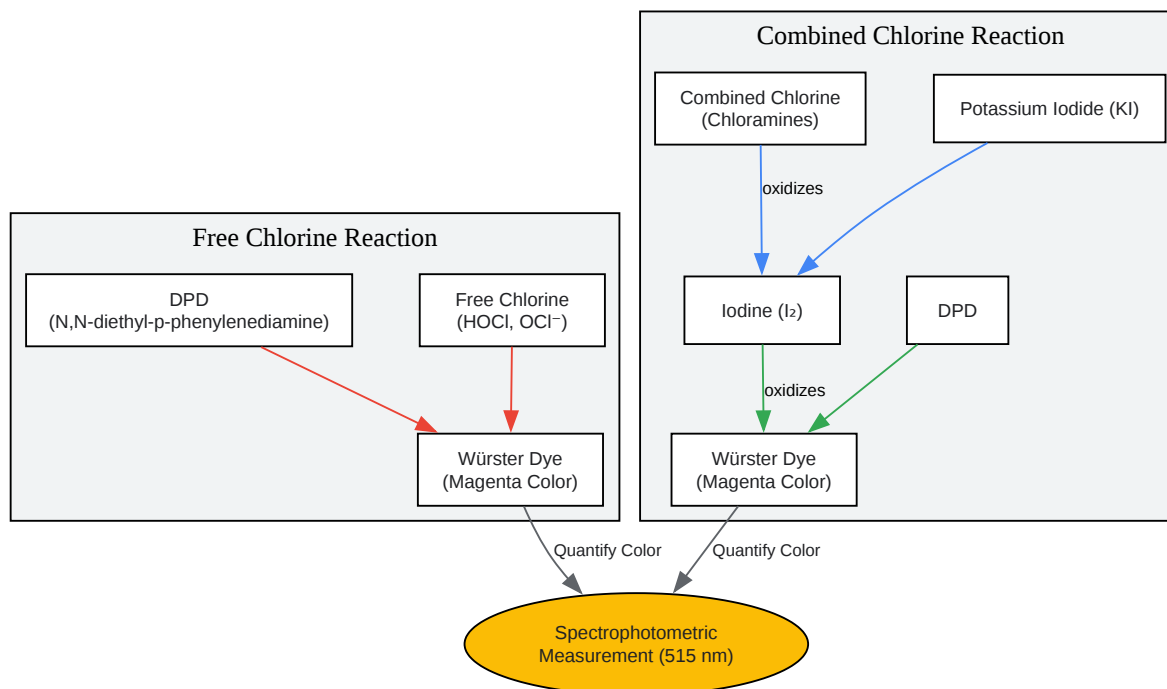 Combined Chlorine Reaction
Combined Chlorine
(Chloramines)
Potassium Iodide (KI)
oxidizes
Free Chlorine Reaction
DPD
(N,N-diethyl-p-phenylenediamine)
Free Chlorine
(HOCl, OCl⁻)
Iodine (I₂)
DPD
oxidizes
Würster Dye
(Magenta Color)
Würster Dye
(Magenta Color)
Quantify Color
Quantify Color
Spectrophotometric
Measurement (515 nm)